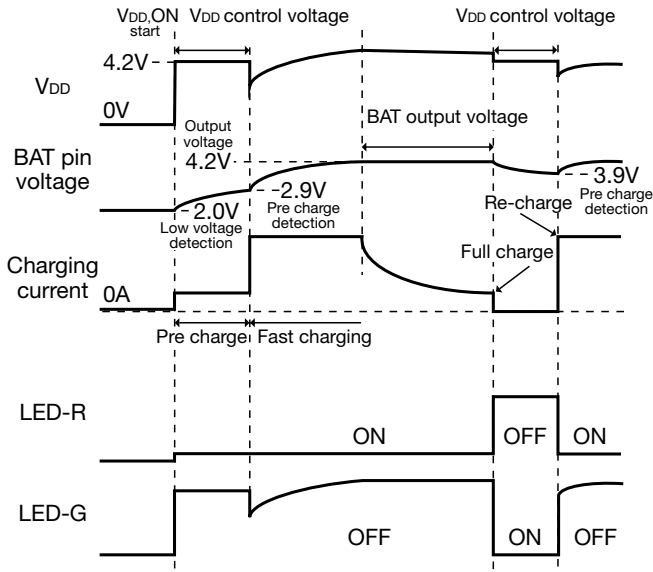 VDD,ON
start
VDD control voltage
VDD control voltage
4.2V
VDD
0V
BAT output voltage
Output
voltage
4.2V
BAT pin
voltage
2.9V
Pre charge
detection
3.9V
Pre charge
detection
2.0V
Low voltage
detection
Re-charge
Full charge
Charging
current
0A
Pre charge
Fast charging
LED-R
ON
OFF
ON
LED-G
OFF
ON
OFF